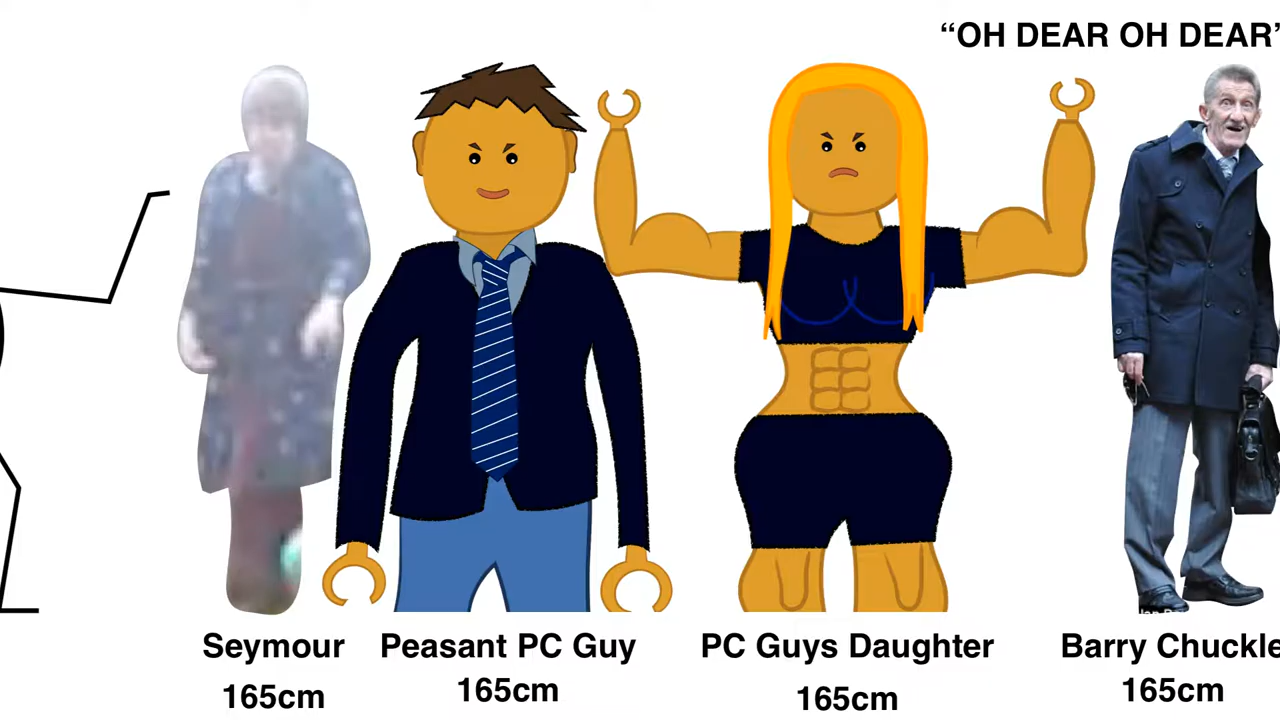 “OH DEAR OH DEAR”
Seymour
165cm
Peasant PC Guy
165cm
PC Guys Daughter
165cm
Barry Chuckle
165cm